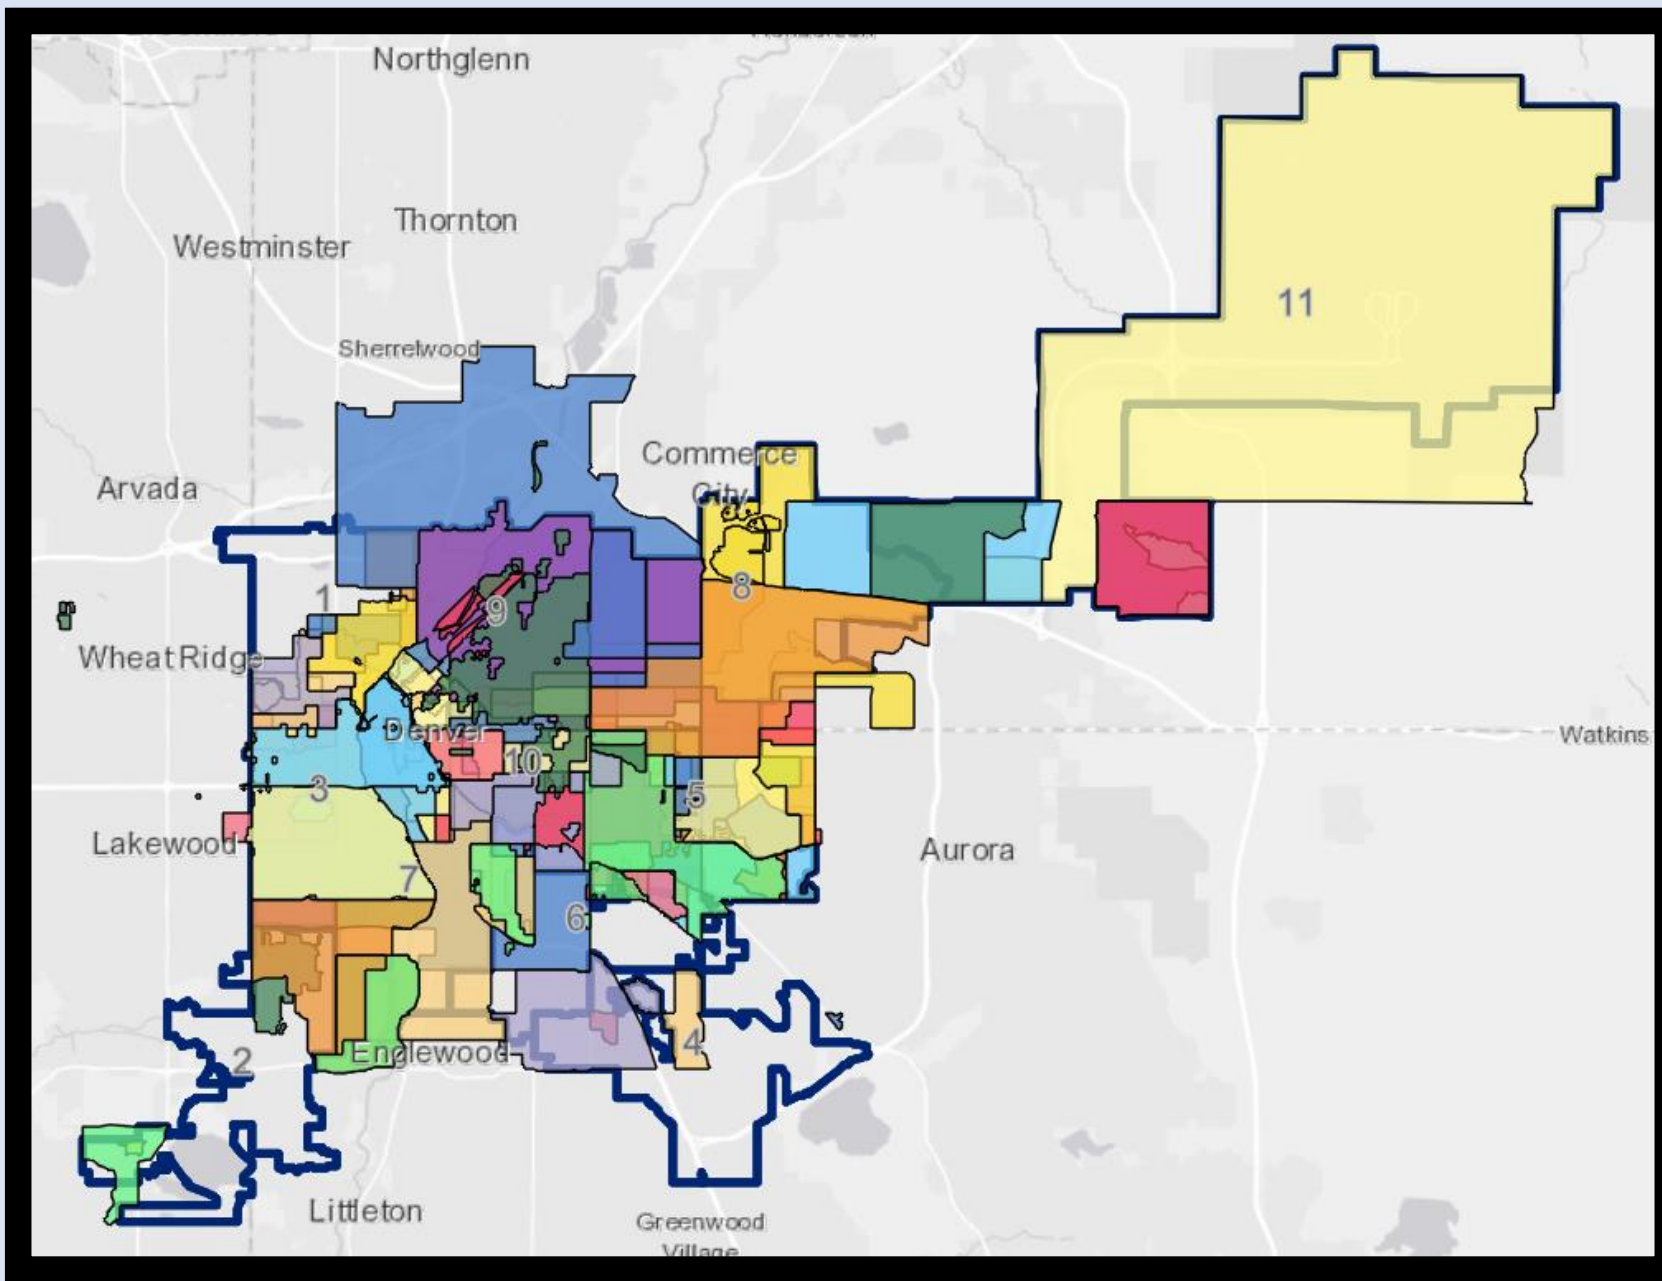 Northglenn
Thornton
Westminster
11
Sherrelwood
Commerce
City
Arvada
8
1
9
Wheat Ridge
Denver
Watkins
10
3
5
Lakewood
Aurora
7
6
4
Englewood
2
Littleton
Greenwood
Village